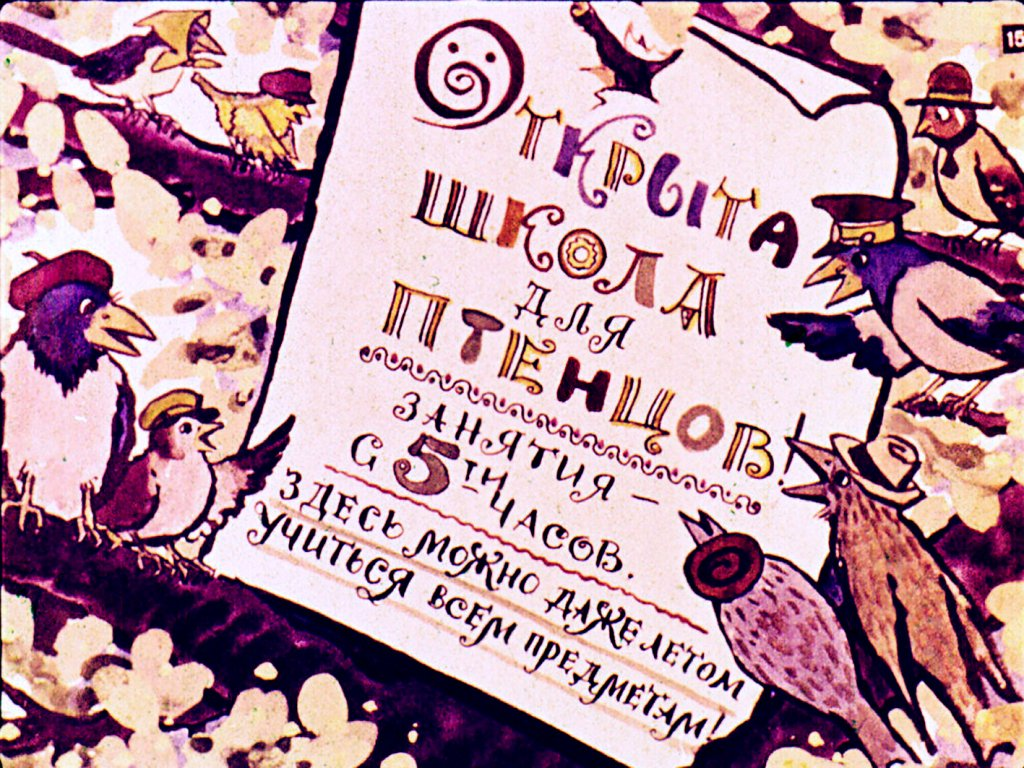 15
Открыта
школа
для
птенцов!
Занятия –
с 5ти часов.
Здесь можно даже летом
учиться всем предметам!